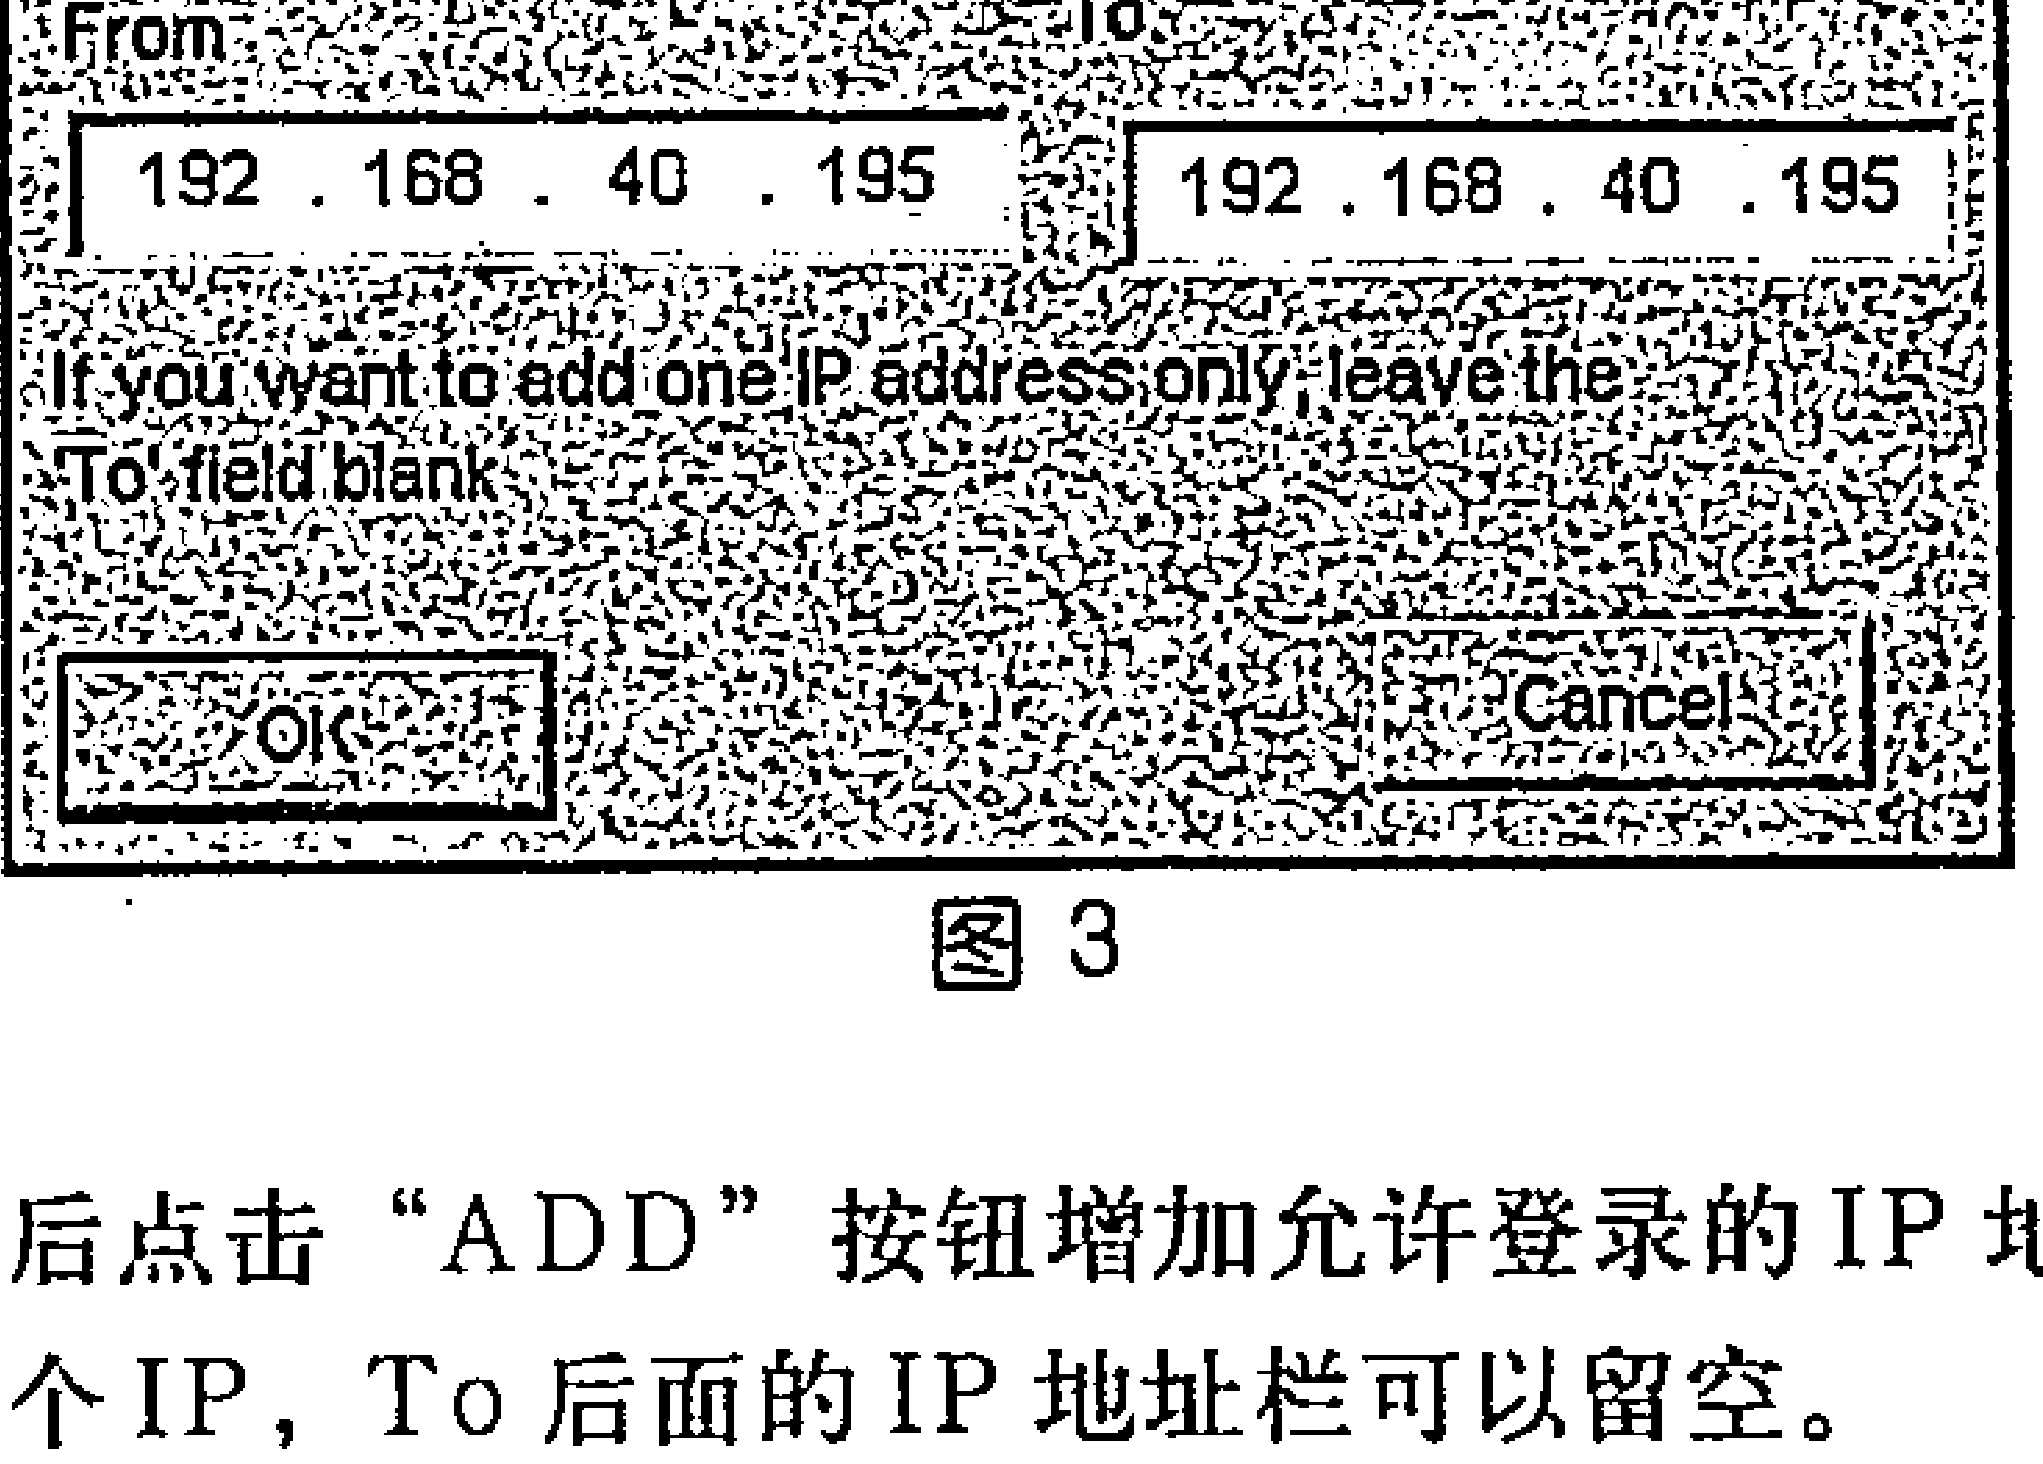 From To
192 . 168 . 40 . 195 192 . 168 . 40 . 195
If you want to add one IP address only, leave the
'To' field blank
OK Cancel
图 3
后点击“ADD”按钮增加允许登录的IP地
个IP，To后面的IP地址栏可以留空。